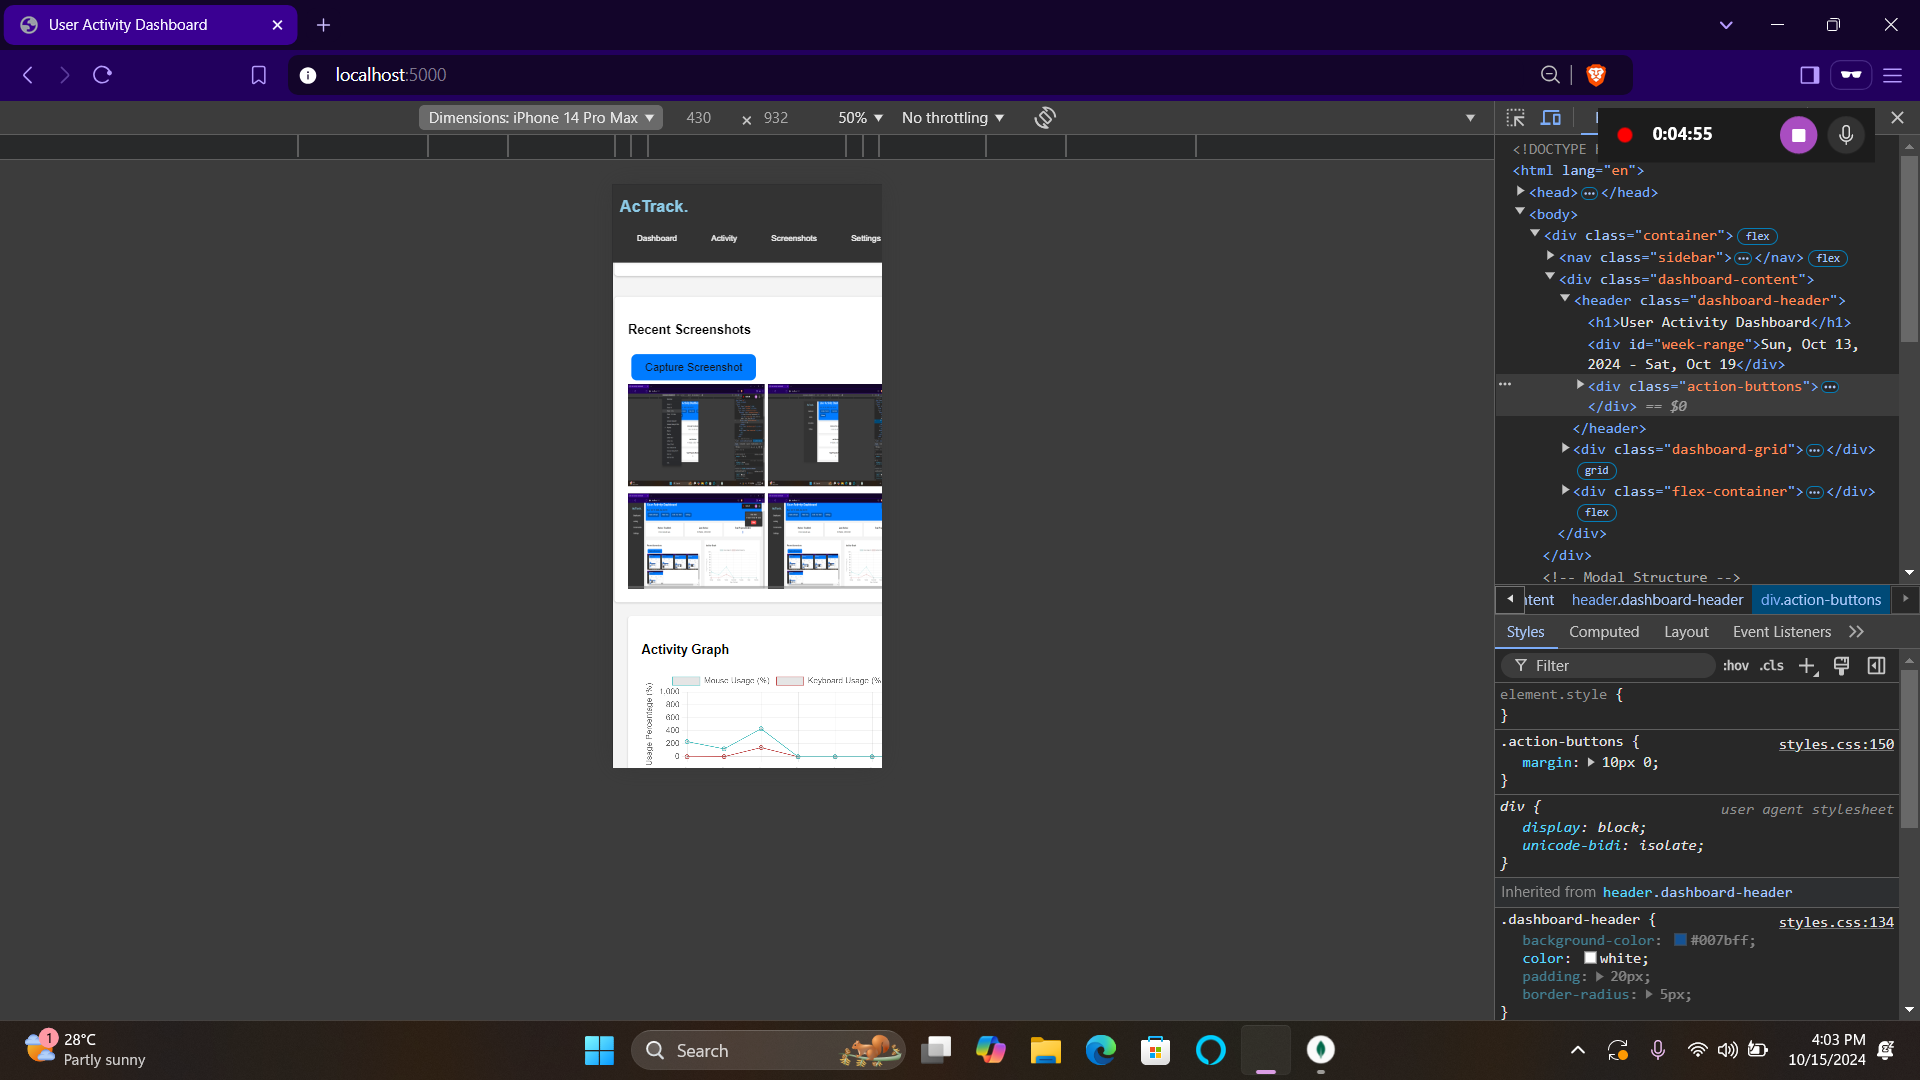 User Activity Dashboard
localhost:5000
Dimensions: iPhone 14 Pro Max
430 × 932
50%
No throttling
0:04:55
AcTrack.
Dashboard
Activity
Screenshots
Settings
Recent Screenshots
Capture Screenshot
Activity Graph
Mouse Usage (%)
Keyboard Usage (%
Usage Percentage (%)
1,000
800
600
400
200
0
<!DOCTYPE
<html lang="en">
<head> ⋯ </head>
<body>
<div class="container"> flex
<nav class="sidebar"> ⋯ </nav> flex
<div class="dashboard-content">
<header class="dashboard-header">
<h1>User Activity Dashboard</h1>
<div id="week-range">Sun, Oct 13,
2024 - Sat, Oct 19</div>
<div class="action-buttons"> ⋯
</div> == $0
</header>
<div class="dashboard-grid"> ⋯ </div>
grid
<div class="flex-container"> ⋯ </div>
flex
</div>
</div>
<!-- Modal Structure -->
ntent header.dashboard-header div.action-buttons
Styles Computed Layout Event Listeners
Filter :hov .cls
element.style {
}
.action-buttons { styles.css:150
margin: 10px 0;
}
div { user agent stylesheet
display: block;
unicode-bidi: isolate;
}
Inherited from header.dashboard-header
.dashboard-header { styles.css:134
background-color: #007bff;
color: white;
padding: 20px;
border-radius: 5px;
}
1
28°C
Partly sunny
Search
4:03 PM
10/15/2024